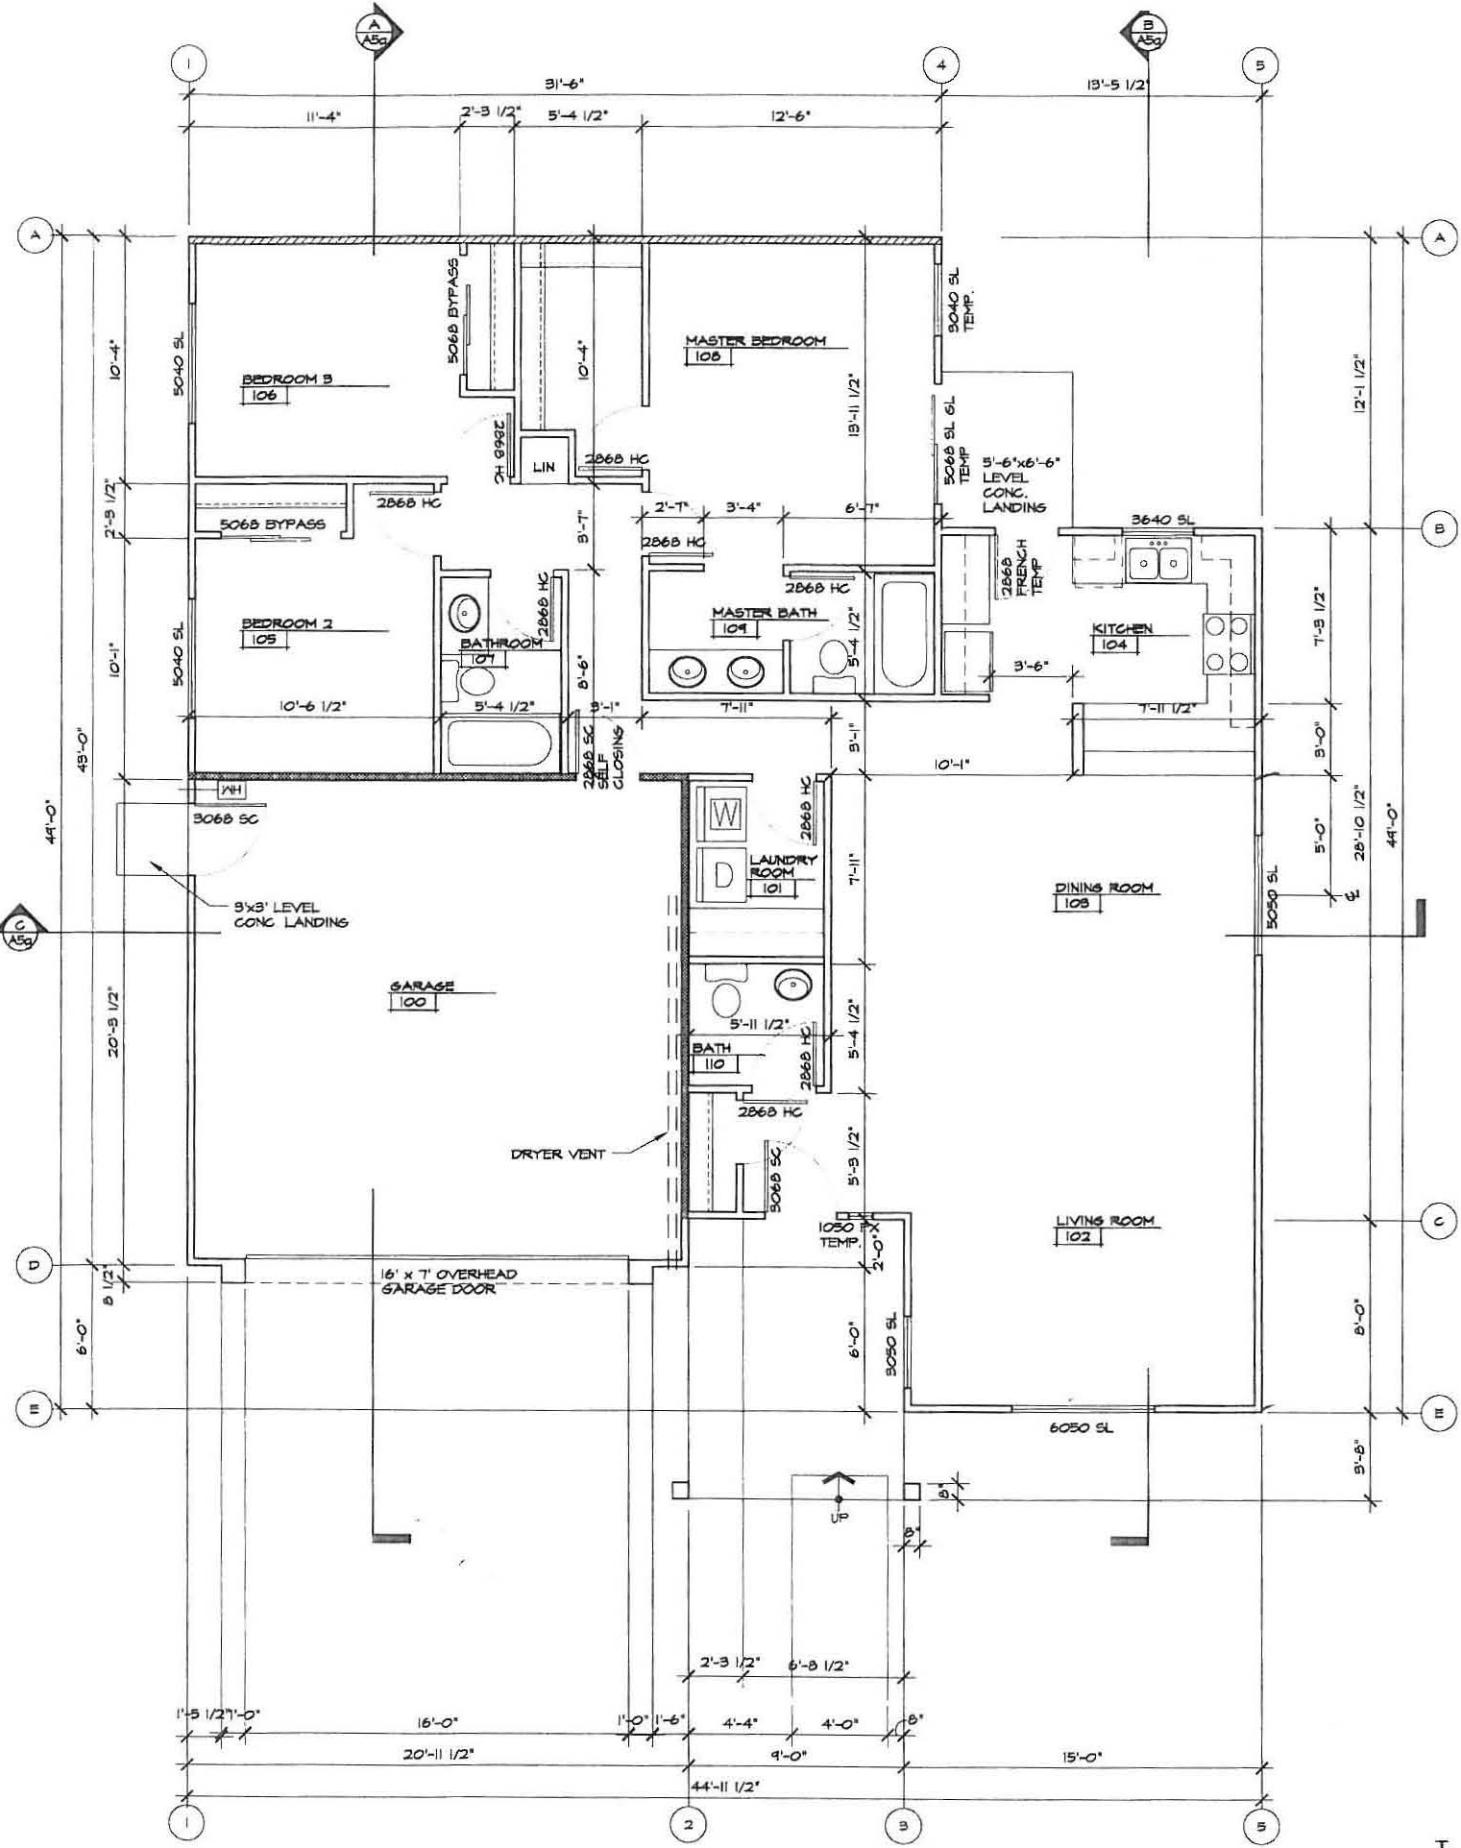 A
A5g
B
A5g
1
4
5
31'-6"
13'-5 1/2"
11'-4"
2'-3 1/2"
5'-4 1/2"
12'-6"
A
A
5068 BYPASS
3040 SL
TEMP.
5040 SL
10'-4"
BEDROOM 3
106
10'-4"
MASTER BEDROOM
108
13'-11 1/2"
12'-1 1/2"
2868 HC
LIN
2868 HC
5068 SL GL
TEMP
5'-6"x6'-6"
LEVEL
CONC.
LANDING
2'-3 1/2"
5068 BYPASS
2868 HC
3'-7"
2'-7"
3'-4"
6'-7"
3640 SL
B
2868 HC
2868 HC
2868
FRENCH
TEMP
BEDROOM 2
105
5040 SL
10'-1"
2868 HC
BATHROOM
107
8'-6"
MASTER BATH
109
5'-4 1/2"
KITCHEN
104
7'-3 1/2"
3'-6"
10'-6 1/2"
5'-4 1/2"
3'-1"
7'-11"
7'-11 1/2"
43'-0"
2868 SC
SELF
CLOSING
3'-1"
10'-1"
3'-0"
44'-0"
WH
3068 SC
W
D
2868 HC
LAUNDRY
ROOM
101
7'-11"
DINING ROOM
103
5050 SL
5'-0"
28'-10 1/2"
44'-0"
C
A5g
3'x3' LEVEL
CONC LANDING
GARAGE
100
20'-3 1/2"
5'-11 1/2"
BATH
110
2868 HC
5'-4 1/2"
2868 HC
DRYER VENT
3068 SC
5'-3 1/2"
1050 FX
TEMP.
2'-0"
LIVING ROOM
102
C
D
8 1/2"
16' x 7' OVERHEAD
GARAGE DOOR
6'-0"
6'-0"
3050 SL
8'-0"
E
E
6050 SL
UP
8"
8"
3'-8"
2'-3 1/2"
6'-8 1/2"
1'-5 1/2"
1'-0"
16'-0"
1'-0"
1'-6"
4'-4"
4'-0"
8"
20'-11 1/2"
9'-0"
15'-0"
44'-11 1/2"
1
2
3
5